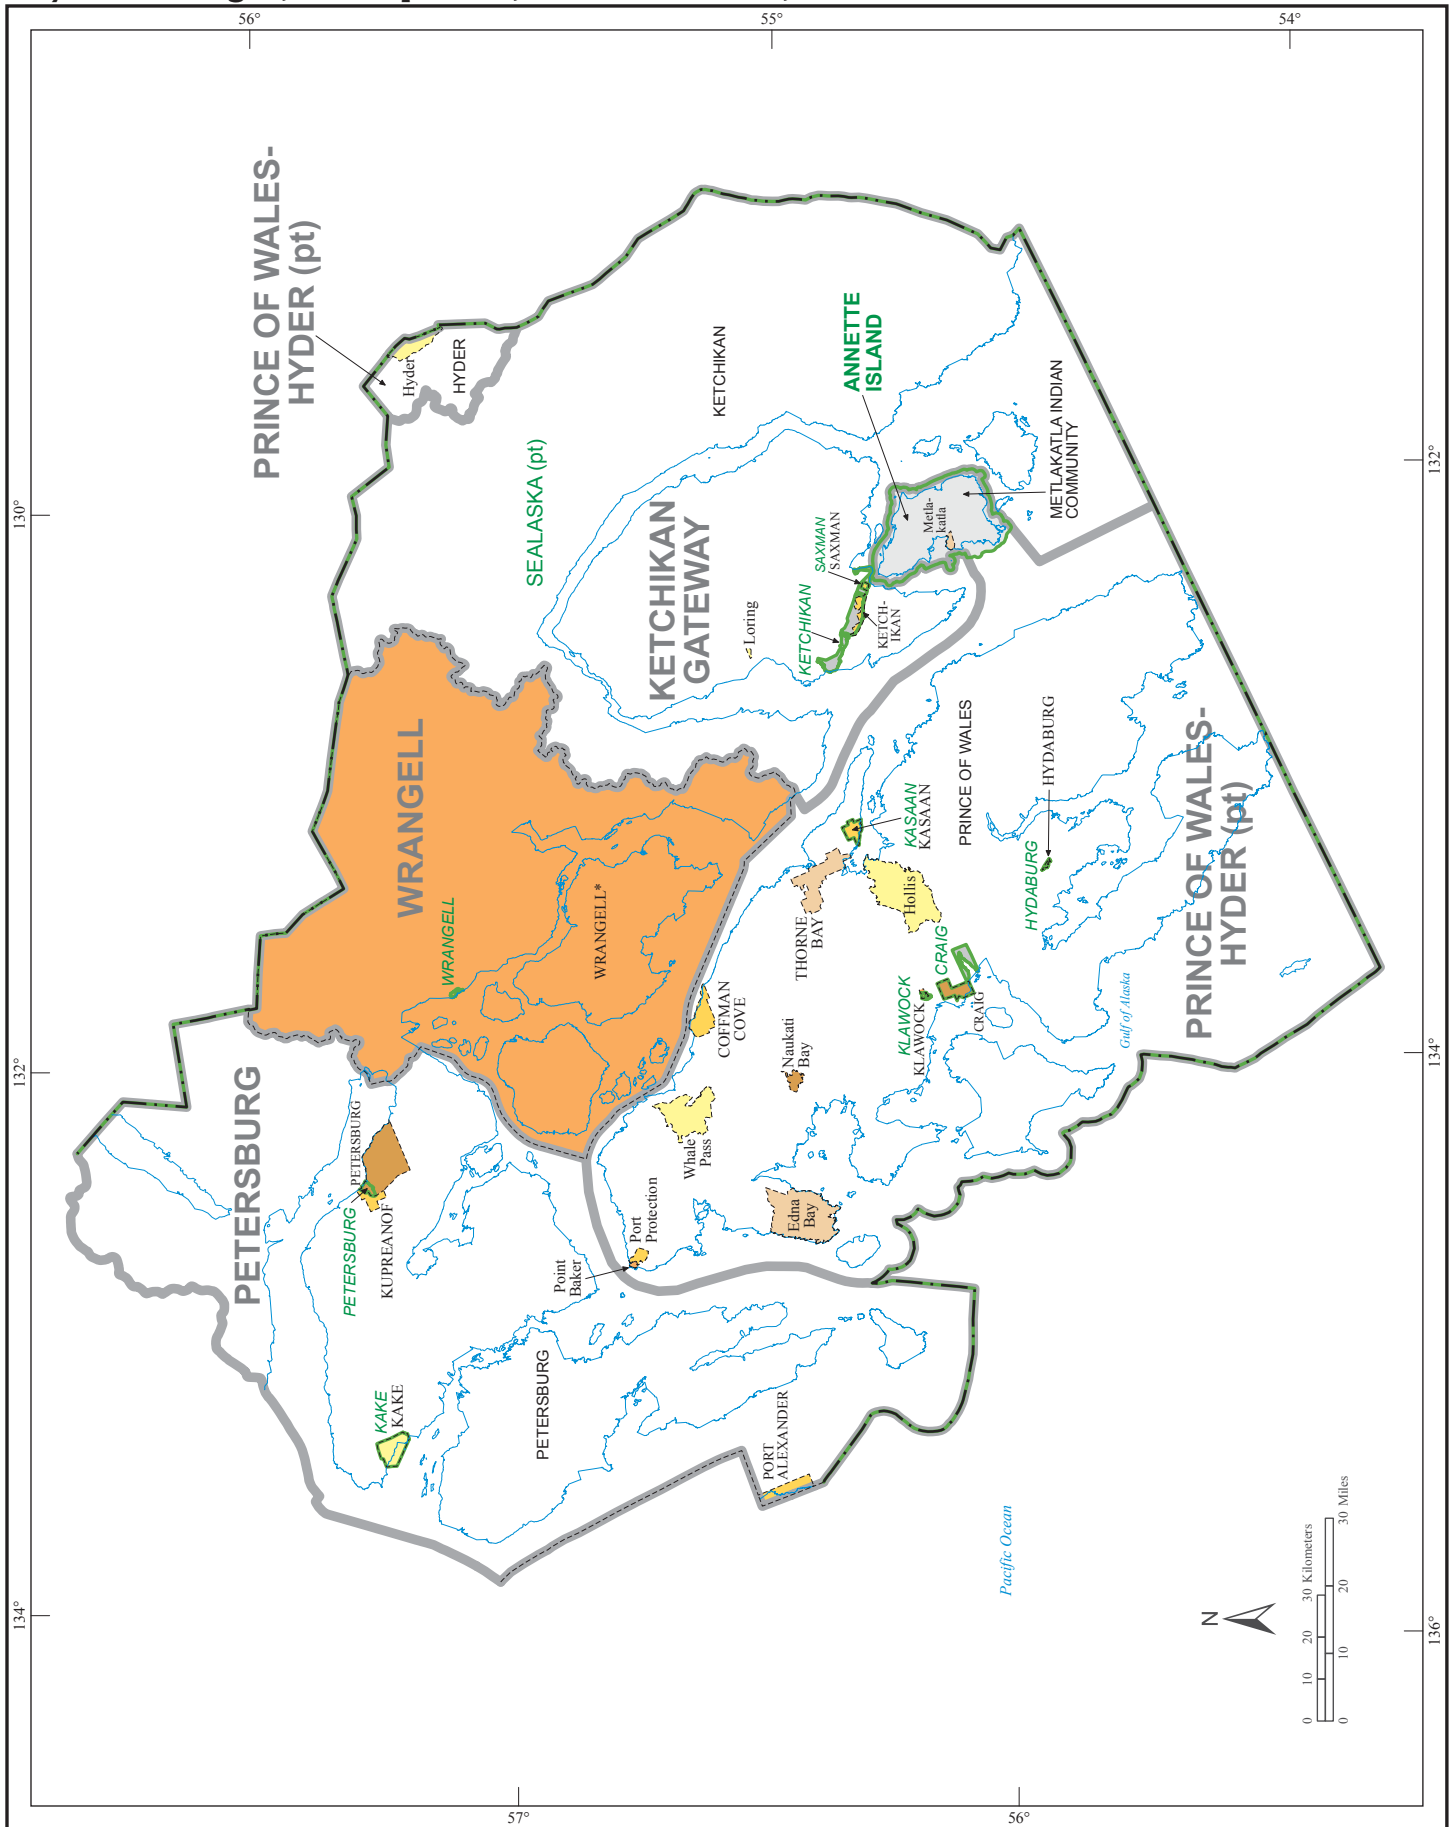 56°
55°
54°
130°
132°
134°
132°
134°
136°
57°
56°
PRINCE OF WALES-
HYDER (pt)
Hyder
HYDER
SEALASKA (pt)
KETCHIKAN
ANNETTE
ISLAND
METLAKATLA INDIAN
COMMUNITY
Metla-
katla
KETCHIKAN
GATEWAY
SAXMAN
SAXMAN
KETCHIKAN
KETCH-
IKAN
Loring
WRANGELL
WRANGELL
WRANGELL*
PRINCE OF WALES
KASAAN
KASAAN
HYDABURG
HYDABURG
PRINCE OF WALES-
HYDER (pt)
Hollis
THORNE
BAY
CRAIG
CRAIG
KLAWOCK
KLAWOCK
COFFMAN
COVE
Naukati
Bay
Gulf of Alaska
PETERSBURG
PETERSBURG
PETERSBURG
KUPREANOF
Whale
Pass
Edna
Bay
Port
Protection
Point
Baker
KAKE
KAKE
PETERSBURG
PORT
ALEXANDER
Pacific Ocean
N
0 10 20 30 Kilometers
0 10 20 30 Miles